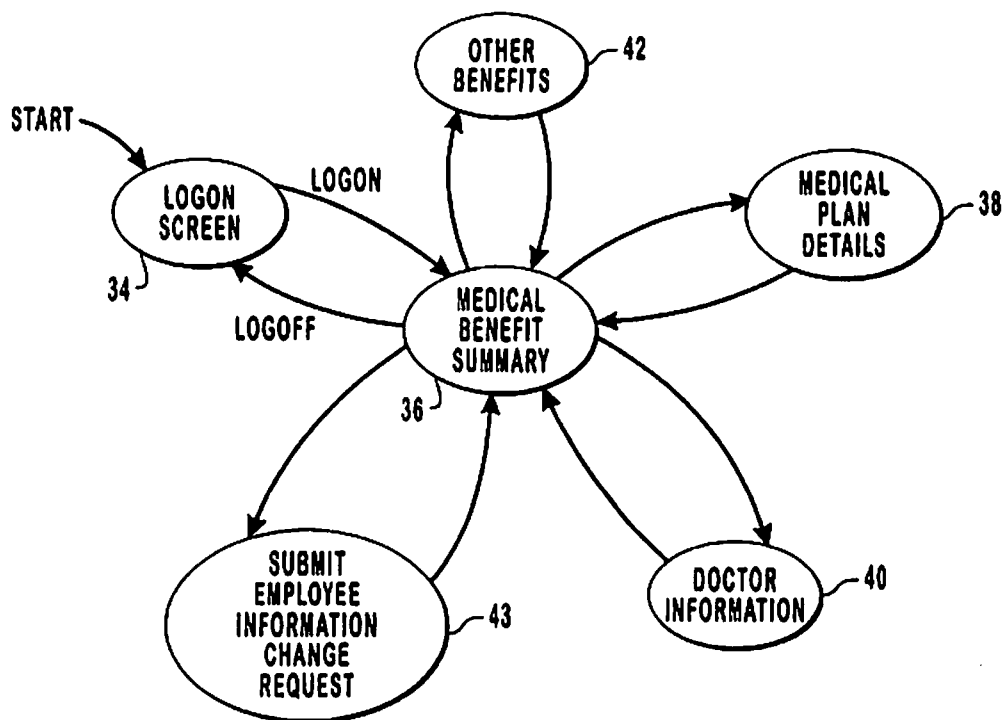 START
LOGON
SCREEN
34
LOGON
LOGOFF
OTHER
BENEFITS
42
MEDICAL
PLAN
DETAILS
38
MEDICAL
BENEFIT
SUMMARY
36
SUBMIT
EMPLOYEE
INFORMATION
CHANGE
REQUEST
43
DOCTOR
INFORMATION
40